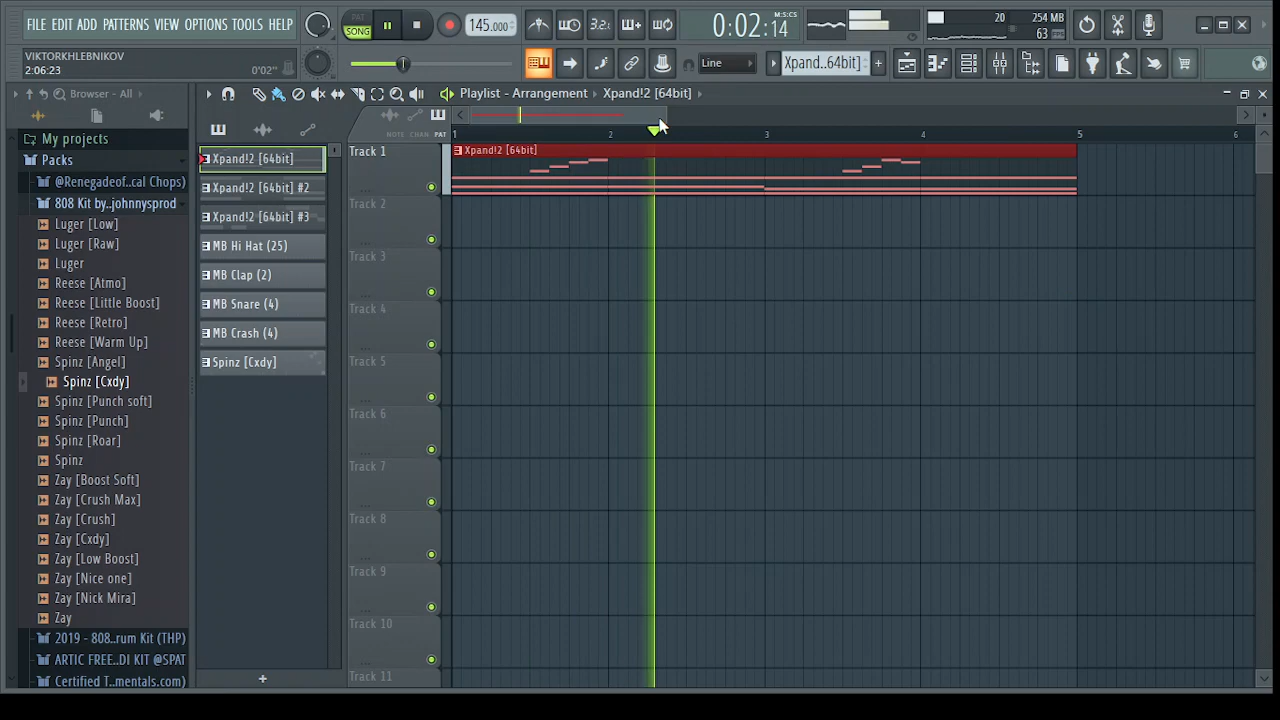 FILE EDIT ADD PATTERNS VIEW OPTIONS TOOLS HELP
PAT
SONG
145.000
3.2:
0:02:14
M:S:CS
20
254 MB
63
VIKTORKHLEBNIKOV
2:06:23
0'02"
Line
Xpand..64bit]
Browser - All
Playlist - Arrangement
Xpand!2 [64bit]
My projects
Packs
@Renegadeof..cal Chops)
808 Kit by..johnnysprod
Luger [Low]
Luger [Raw]
Luger
Reese [Atmo]
Reese [Little Boost]
Reese [Retro]
Reese [Warm Up]
Spinz [Angel]
Spinz [Cxdy]
Spinz [Punch soft]
Spinz [Punch]
Spinz [Roar]
Spinz
Zay [Boost Soft]
Zay [Crush Max]
Zay [Crush]
Zay [Cxdy]
Zay [Low Boost]
Zay [Nice one]
Zay [Nick Mira]
Zay
2019 - 808..rum Kit (THP)
ARTIC FREE..DI KIT @SPAT
Certified T..mentals.com)
Xpand!2 [64bit]
Xpand!2 [64bit] #2
Xpand!2 [64bit] #3
MB Hi Hat (25)
MB Clap (2)
MB Snare (4)
MB Crash (4)
Spinz [Cxdy]
NOTE CHAN PAT
1 2 3 4 5 6
Xpand!2 [64bit]
Track 1
Track 2
Track 3
Track 4
Track 5
Track 6
Track 7
Track 8
Track 9
Track 10
Track 11